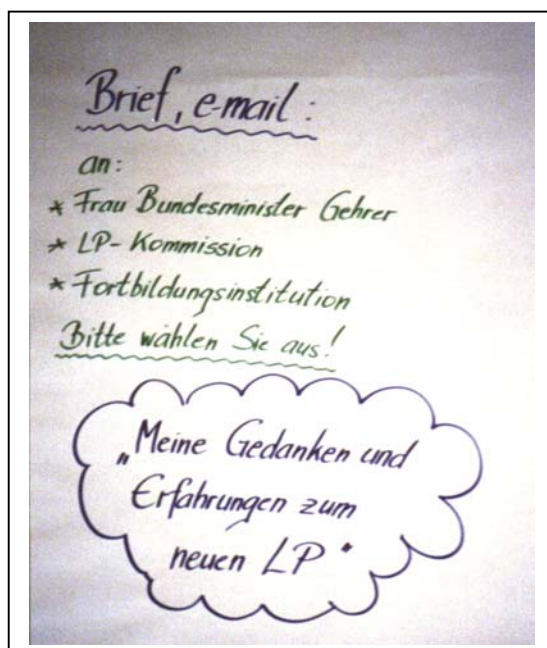 Brief, e-mail:
an:
* Frau Bundesminister Gehrer
* LP-Kommission
* Fortbildungsinstitution
Bitte wählen Sie aus!
„Meine Gedanken und
Erfahrungen zum
neuen LP"